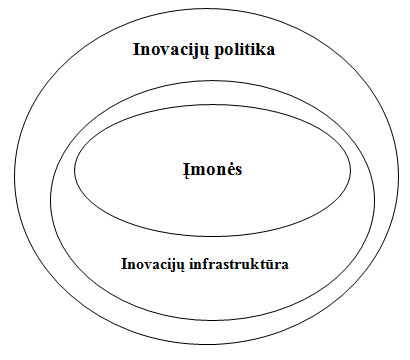 Inovacijų politika
Įmonės
Inovacijų infrastruktūra